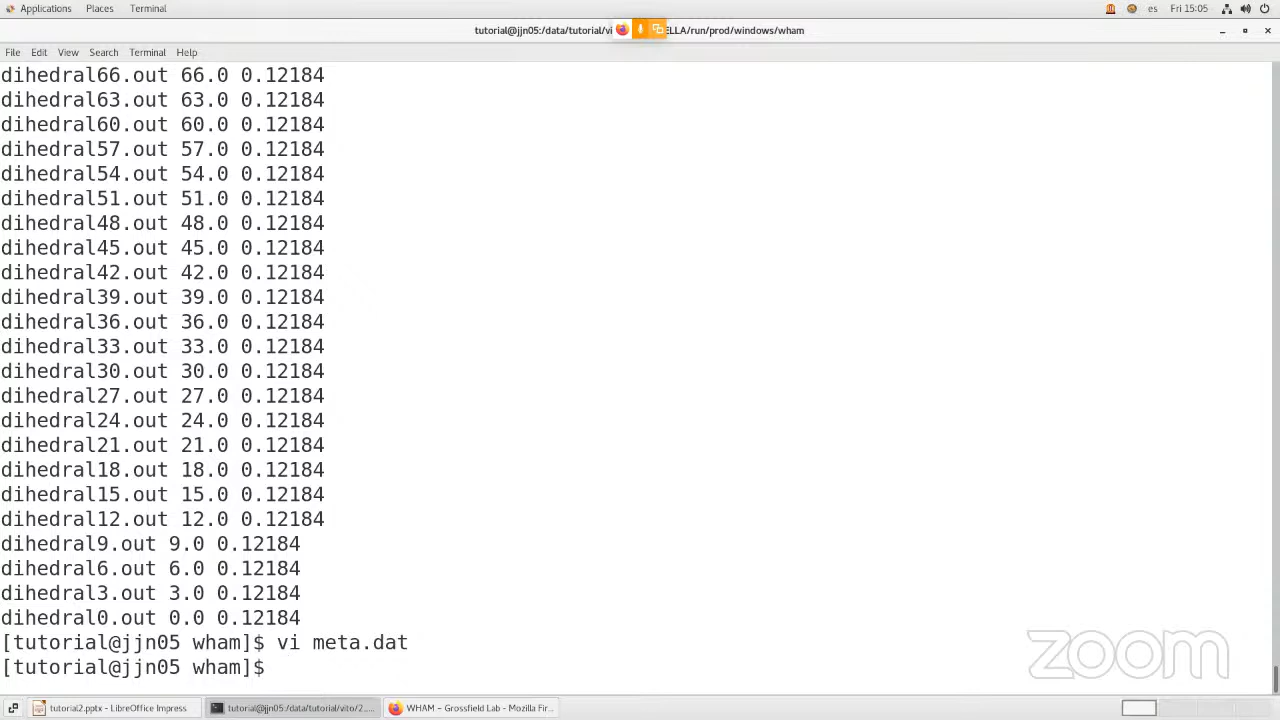 Applications Places Terminal es Fri 15:05
tutorial@jjn05:/data/tutorial/vi ELLA/run/prod/windows/wham
File Edit View Search Terminal Help
dihedral66.out 66.0 0.12184
dihedral63.out 63.0 0.12184
dihedral60.out 60.0 0.12184
dihedral57.out 57.0 0.12184
dihedral54.out 54.0 0.12184
dihedral51.out 51.0 0.12184
dihedral48.out 48.0 0.12184
dihedral45.out 45.0 0.12184
dihedral42.out 42.0 0.12184
dihedral39.out 39.0 0.12184
dihedral36.out 36.0 0.12184
dihedral33.out 33.0 0.12184
dihedral30.out 30.0 0.12184
dihedral27.out 27.0 0.12184
dihedral24.out 24.0 0.12184
dihedral21.out 21.0 0.12184
dihedral18.out 18.0 0.12184
dihedral15.out 15.0 0.12184
dihedral12.out 12.0 0.12184
dihedral9.out 9.0 0.12184
dihedral6.out 6.0 0.12184
dihedral3.out 3.0 0.12184
dihedral0.out 0.0 0.12184
[tutorial@jjn05 wham]$ vi meta.dat
[tutorial@jjn05 wham]$
zoom
tutorial2.pptx - LibreOffice Impress tutorial@jjn05:/data/tutorial/vito/2.... WHAM – Grossfield Lab - Mozilla Fir...